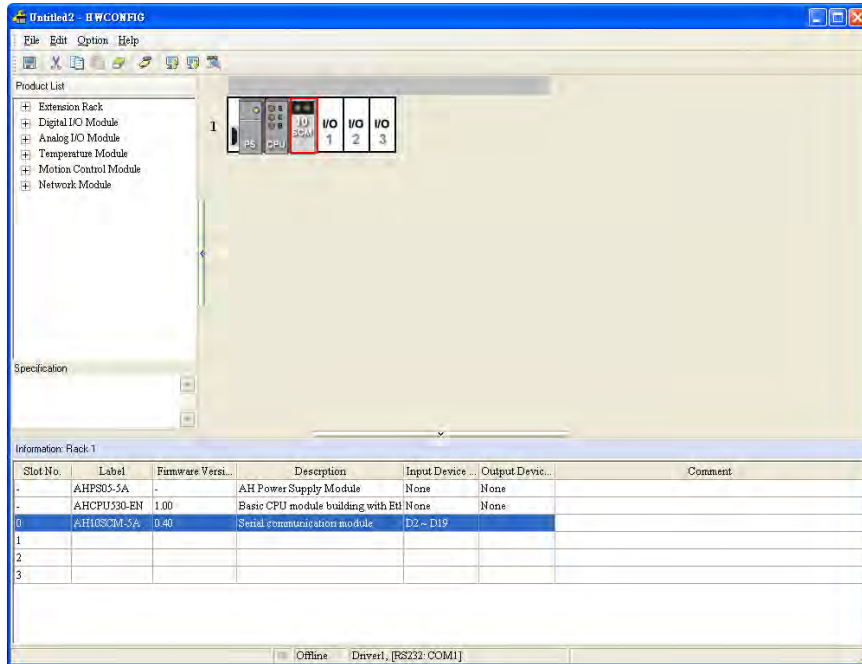 Untitled2 - HWCONFIG
File Edit Option Help
Product List
Extension Rack
Digital I/O Module
Analog I/O Module
Temperature Module
Motion Control Module
Network Module
1
PS CPU 10 SCM I/O 1 I/O 2 I/O 3
Specification
Information: Rack 1
Slot No. Label Firmware Versi... Description Input Device ... Output Devic... Comment
- AHPS05-5A - AH Power Supply Module None None
- AHCPU530-EN 1.00 Basic CPU module building with Etl None None
0 AH10SCM-5A 0.40 Serial communication module D2 ~ D19
1
2
3
Offline Driver1, [RS232: COM1]